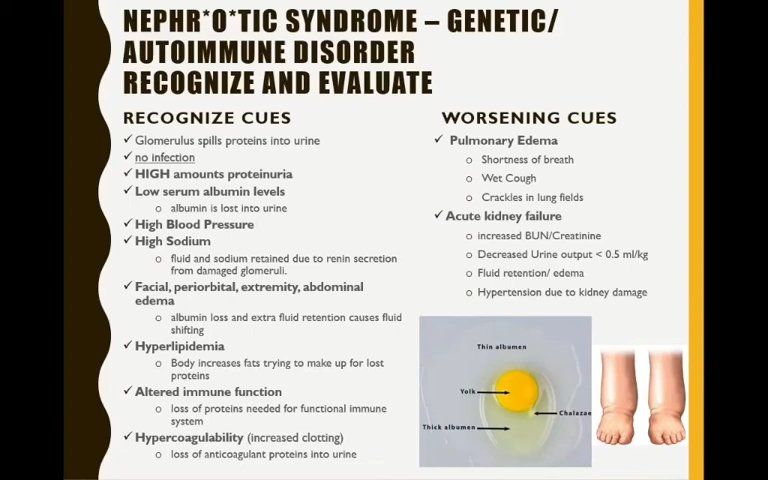 NEPHR*O*TIC SYNDROME – GENETIC/
AUTOIMMUNE DISORDER
RECOGNIZE AND EVALUATE
RECOGNIZE CUES
✓ Glomerulus spills proteins into urine
✓ no infection
✓ HIGH amounts proteinuria
✓ Low serum albumin levels
o albumin is lost into urine
✓ High Blood Pressure
✓ High Sodium
o fluid and sodium retained due to renin secretion
from damaged glomeruli.
✓ Facial, periorbital, extremity, abdominal
edema
o albumin loss and extra fluid retention causes fluid
shifting
✓ Hyperlipidemia
o Body increases fats trying to make up for lost
proteins
✓ Altered immune function
o loss of proteins needed for functional immune
system
✓ Hypercoagulability (increased clotting)
o loss of anticoagulant proteins into urine
WORSENING CUES
✓ Pulmonary Edema
o Shortness of breath
o Wet Cough
o Crackles in lung fields
✓ Acute kidney failure
o increased BUN/Creatinine
o Decreased Urine output < 0.5 ml/kg
o Fluid retention/ edema
o Hypertension due to kidney damage
Thin albumen
Yolk
Chalazae
Thick albumen